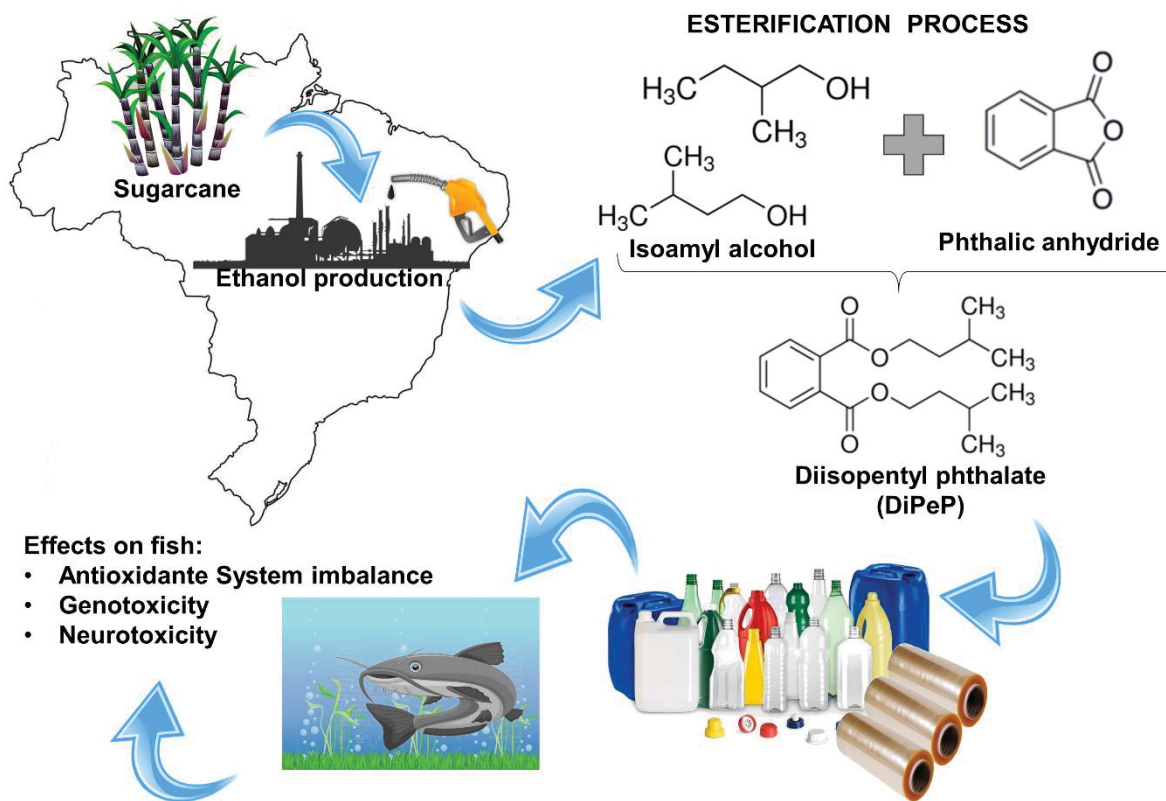 ESTERIFICATION PROCESS
Sugarcane
Ethanol production
H₃C
OH
CH₃
O
O
O
CH₃
H₃C
OH
Isoamyl alcohol
Phthalic anhydride
O
CH₃
O
CH₃
O
CH₃
O
CH₃
Diisopentyl phthalate
(DiPeP)
Effects on fish:
• Antioxidante System imbalance
• Genotoxicity
• Neurotoxicity